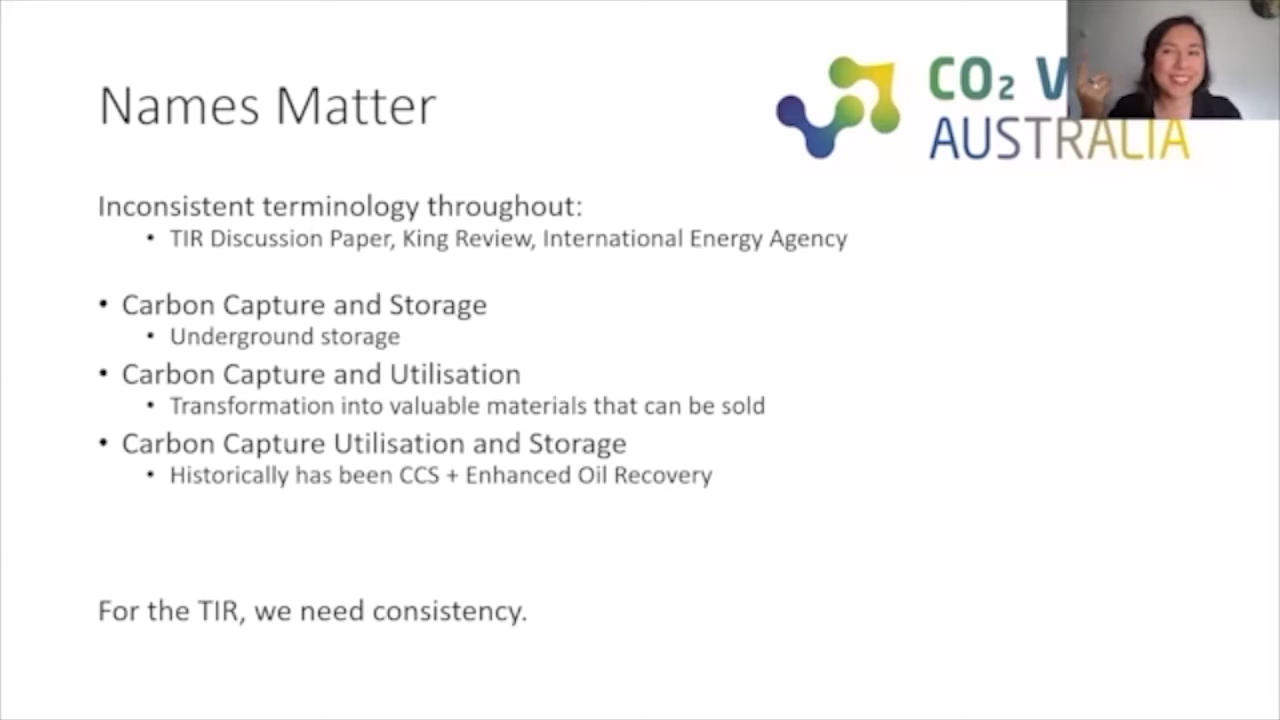 Names Matter
CO₂ V
AUSTRALIA
Inconsistent terminology throughout:
• TIR Discussion Paper, King Review, International Energy Agency
• Carbon Capture and Storage
• Underground storage
• Carbon Capture and Utilisation
• Transformation into valuable materials that can be sold
• Carbon Capture Utilisation and Storage
• Historically has been CCS + Enhanced Oil Recovery
For the TIR, we need consistency.